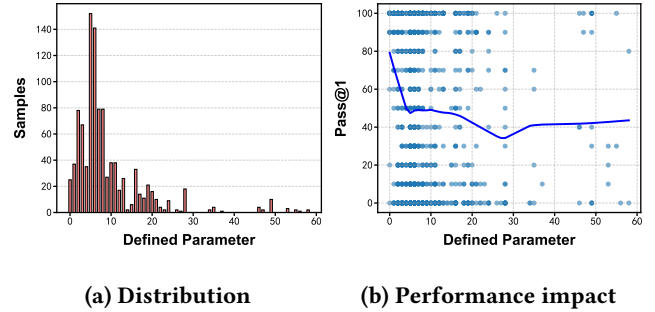 140
120
100
80
60
40
20
0
Samples
0 10 20 30 40 50 60
Defined Parameter
(a) Distribution
100
80
60
40
20
0
Pass@1
0 10 20 30 40 50 60
Defined Parameter
(b) Performance impact